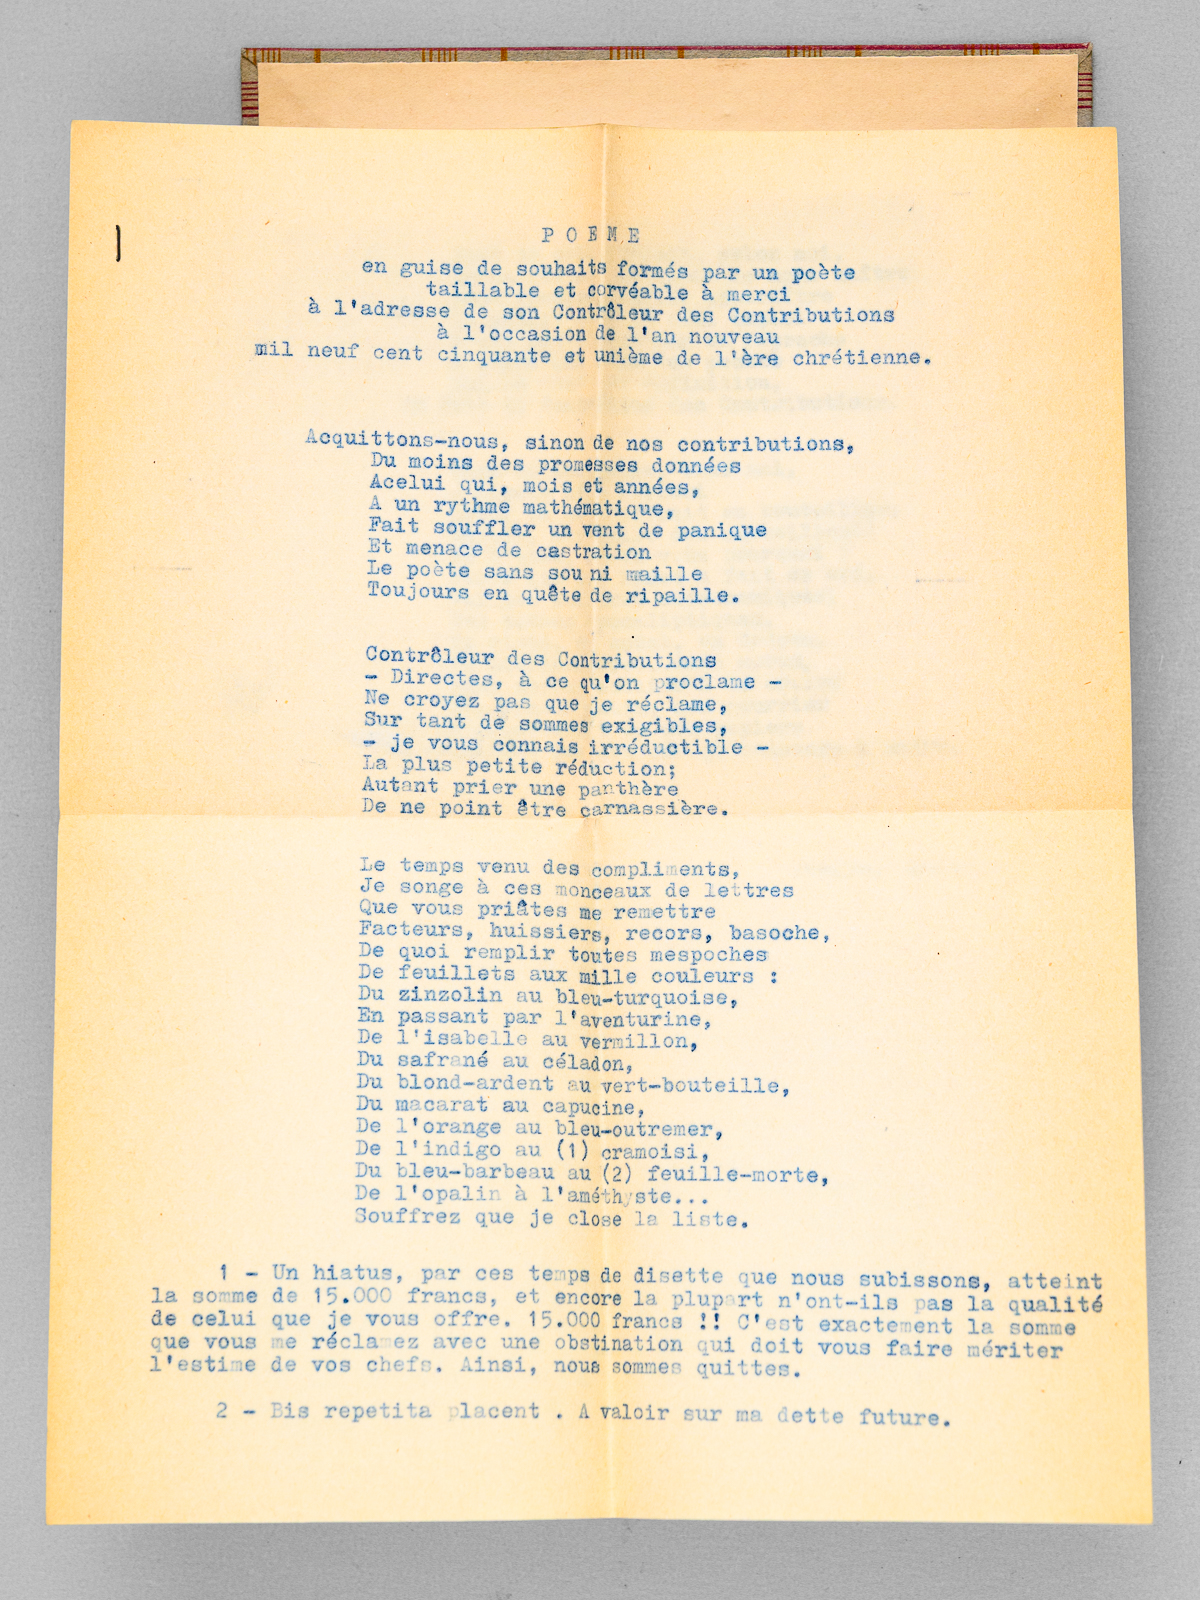 P O E M E
en guise de souhaits formés par un poète
taillable et corvéable à merci
à l'adresse de son Contrôleur des Contributions
à l'occasion de l'an nouveau
mil neuf cent cinquante et unième de l'ère chrétienne.
Acquittons-nous, sinon de nos contributions,
Du moins des promesses données
Acelui qui, mois et années,
A un rythme mathématique,
Fait souffler un vent de panique
Et menace de castration
Le poète sans sou ni maille
Toujours en quête de ripaille.
Contrôleur des Contributions
- Directes, à ce qu'on proclame -
Ne croyez pas que je réclame,
Sur tant de sommes exigibles,
- je vous connais irréductible -
La plus petite réduction;
Autant prier une panthère
De ne point être carnassière.
Le temps venu des compliments,
Je songe à ces monceaux de lettres
Que vous priâtes me remettre
Facteurs, huissiers, recors, basoche,
De quoi remplir toutes mespoches
De feuillets aux mille couleurs :
Du zinzolin au bleu-turquoise,
En passant par l'aventurine,
De l'isabelle au vermillon,
Du safrané au céladon,
Du blond-ardent au vert-bouteille,
Du macarat au capucine,
De l'orange au bleu-outremer,
De l'indigo au (1) cramoisi,
Du bleu-barbeau au (2) feuille-morte,
De l'opalin à l'améthyste...
Souffrez que je close la liste.
1 - Un hiatus, par ces temps de disette que nous subissons, atteint
la somme de 15.000 francs, et encore la plupart n'ont-ils pas la qualité
de celui que je vous offre. 15.000 francs !! C'est exactement la somme
que vous me réclamez avec une obstination qui doit vous faire mériter
l'estime de vos chefs. Ainsi, nous sommes quittes.
2 - Bis repetita placent . A valoir sur ma dette future.